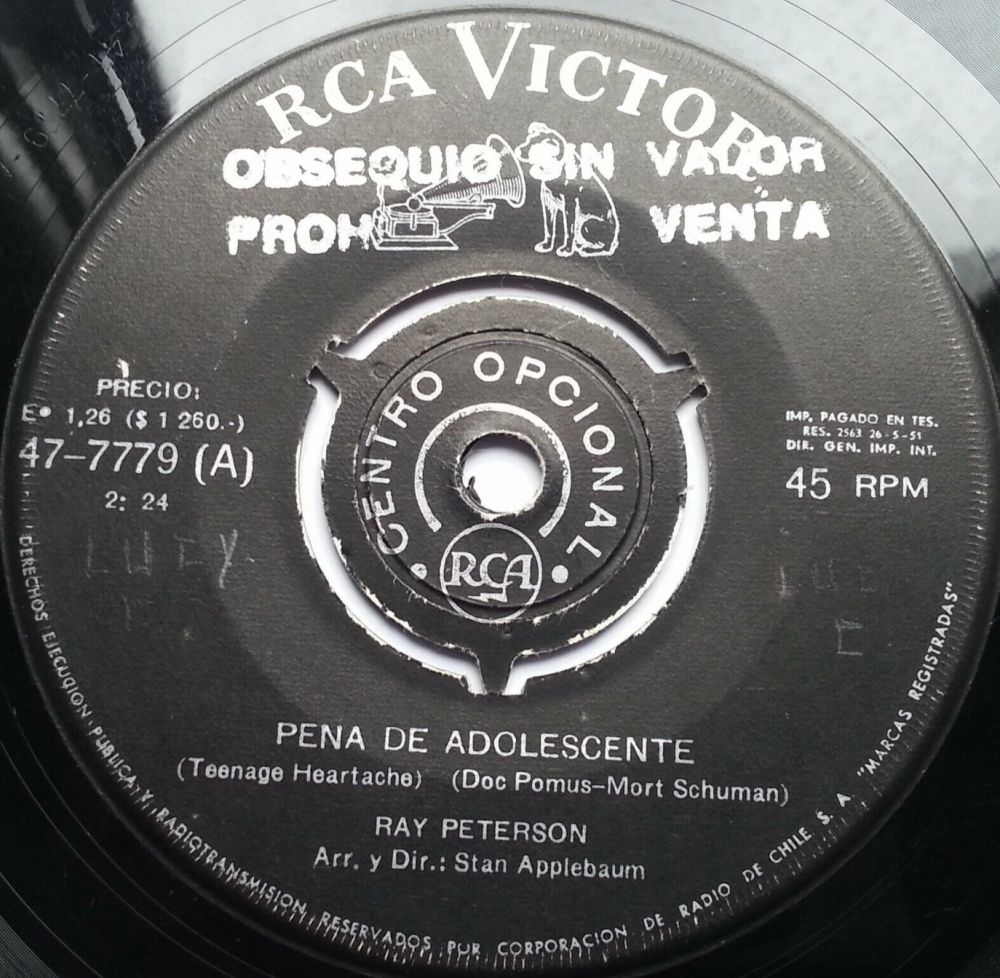 RCA VICTOR
OBSEQUIO SIN VALOR
PROH VENTA
CENTRO OPCIONAL
RCA
PRECIO:
Eº 1,26 ($ 1 260.-)
47-7779 (A)
2: 24
IMP. PAGADO EN TES.
RES. 2563 26-5-51
DIR. GEN. IMP. INT.
45 RPM
LUCY
PENA DE ADOLESCENTE
(Teenage Heartache) (Doc Pomus-Mort Schuman)
RAY PETERSON
Arr. y Dir.: Stan Applebaum
DERECHOS EJECUCION PUBLICA Y RADIOTRANSMISION RESERVADOS POR CORPORACION DE RADIO DE CHILE S. A. "MARCAS REGISTRADAS"